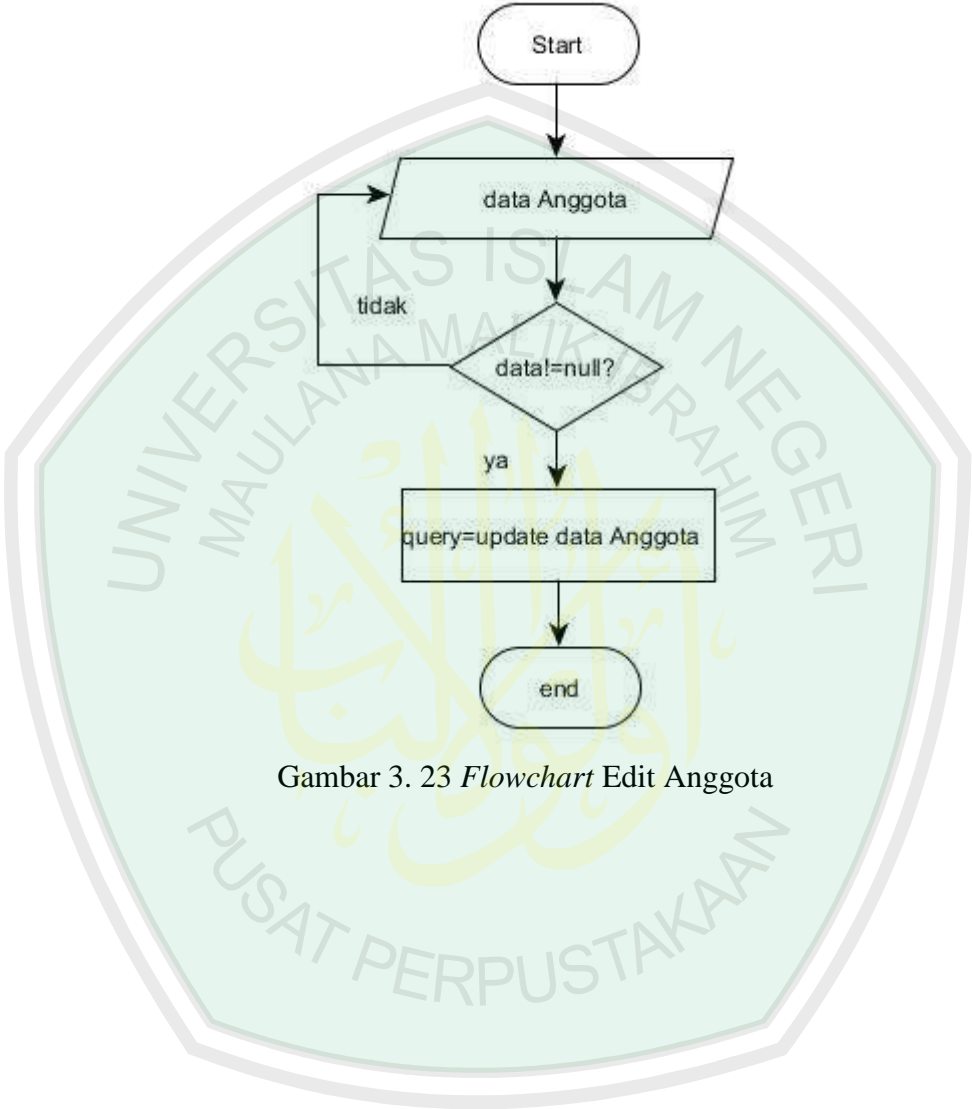 Start
data Anggota
tidak
data!=null?
ya
query=update data Anggota
end
Gambar 3. 23 Flowchart Edit Anggota
UNIVERSITAS ISLAM NEGERI
MAULANA MALIK IBRAHIM
PUSAT PERPUSTAKAAN